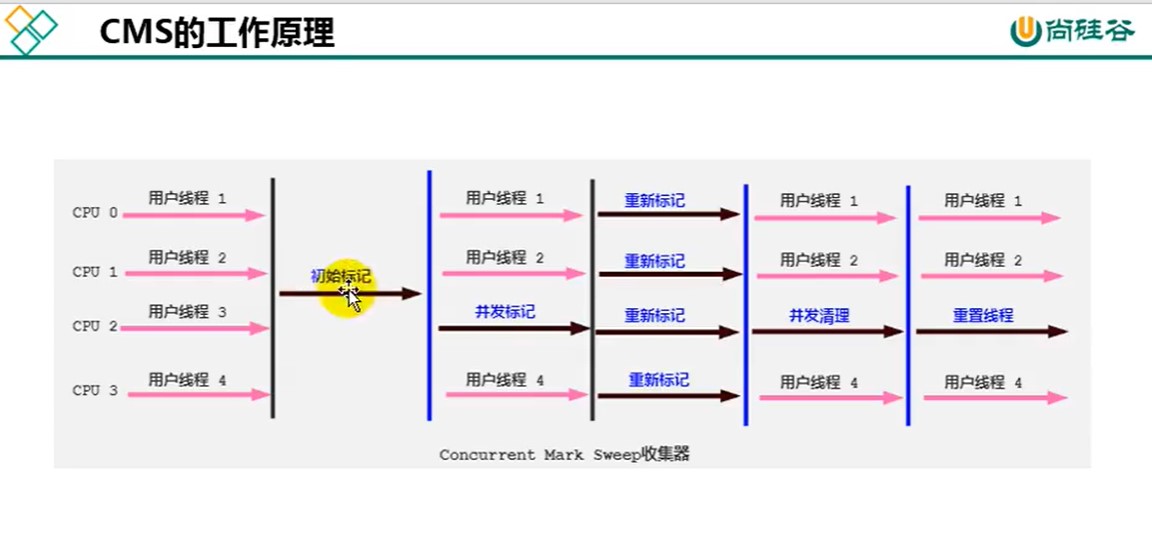 CMS的工作原理
尚硅谷
CPU 0 用户线程 1 用户线程 1 重新标记 用户线程 1 用户线程 1
CPU 1 用户线程 2 初始标记 用户线程 2 重新标记 用户线程 2 用户线程 2
CPU 2 用户线程 3 并发标记 重新标记 并发清理 重置线程
CPU 3 用户线程 4 用户线程 4 重新标记 用户线程 4 用户线程 4
Concurrent Mark Sweep收集器